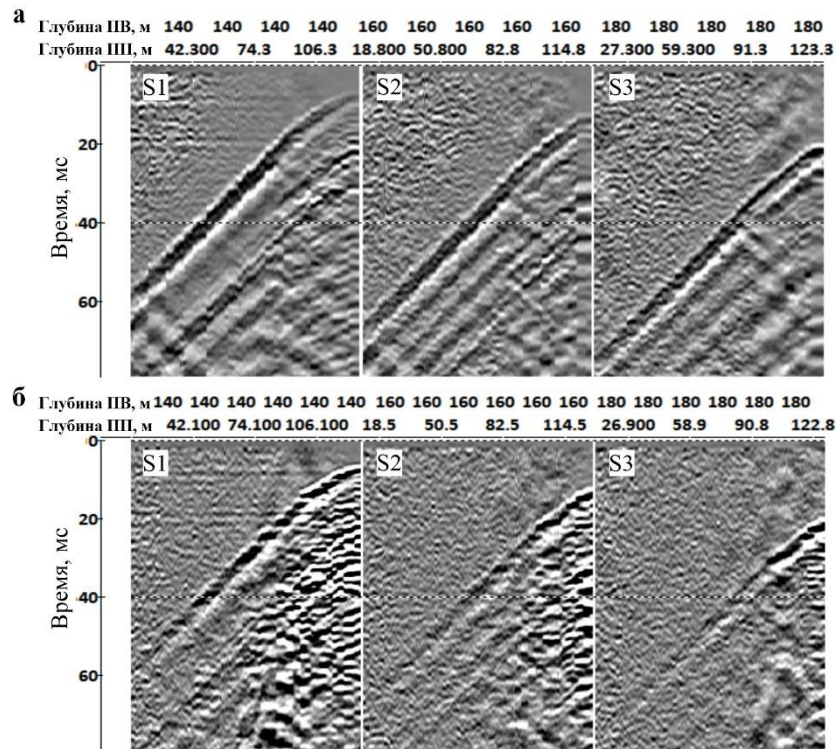 а
Глубина ПВ, м 140 140 140 140 140 160 160 160 160 160 180 180 180 180 180
Глубина ПП, м 42.300 74.3 106.3 18.800 50.800 82.8 114.8 27.300 59.300 91.3 123.3
0
S1 S2 S3
20
Время, мс
40
60
б
Глубина ПВ, м 140 140 140 140 140 140 160 160 160 160 160 160 180 180 180 180 180 180
Глубина ПП, м 42.100 74.100 106.100 18.5 50.5 82.5 114.5 26.900 58.9 90.8 122.8
0
S1 S2 S3
20
Время, мс
40
60